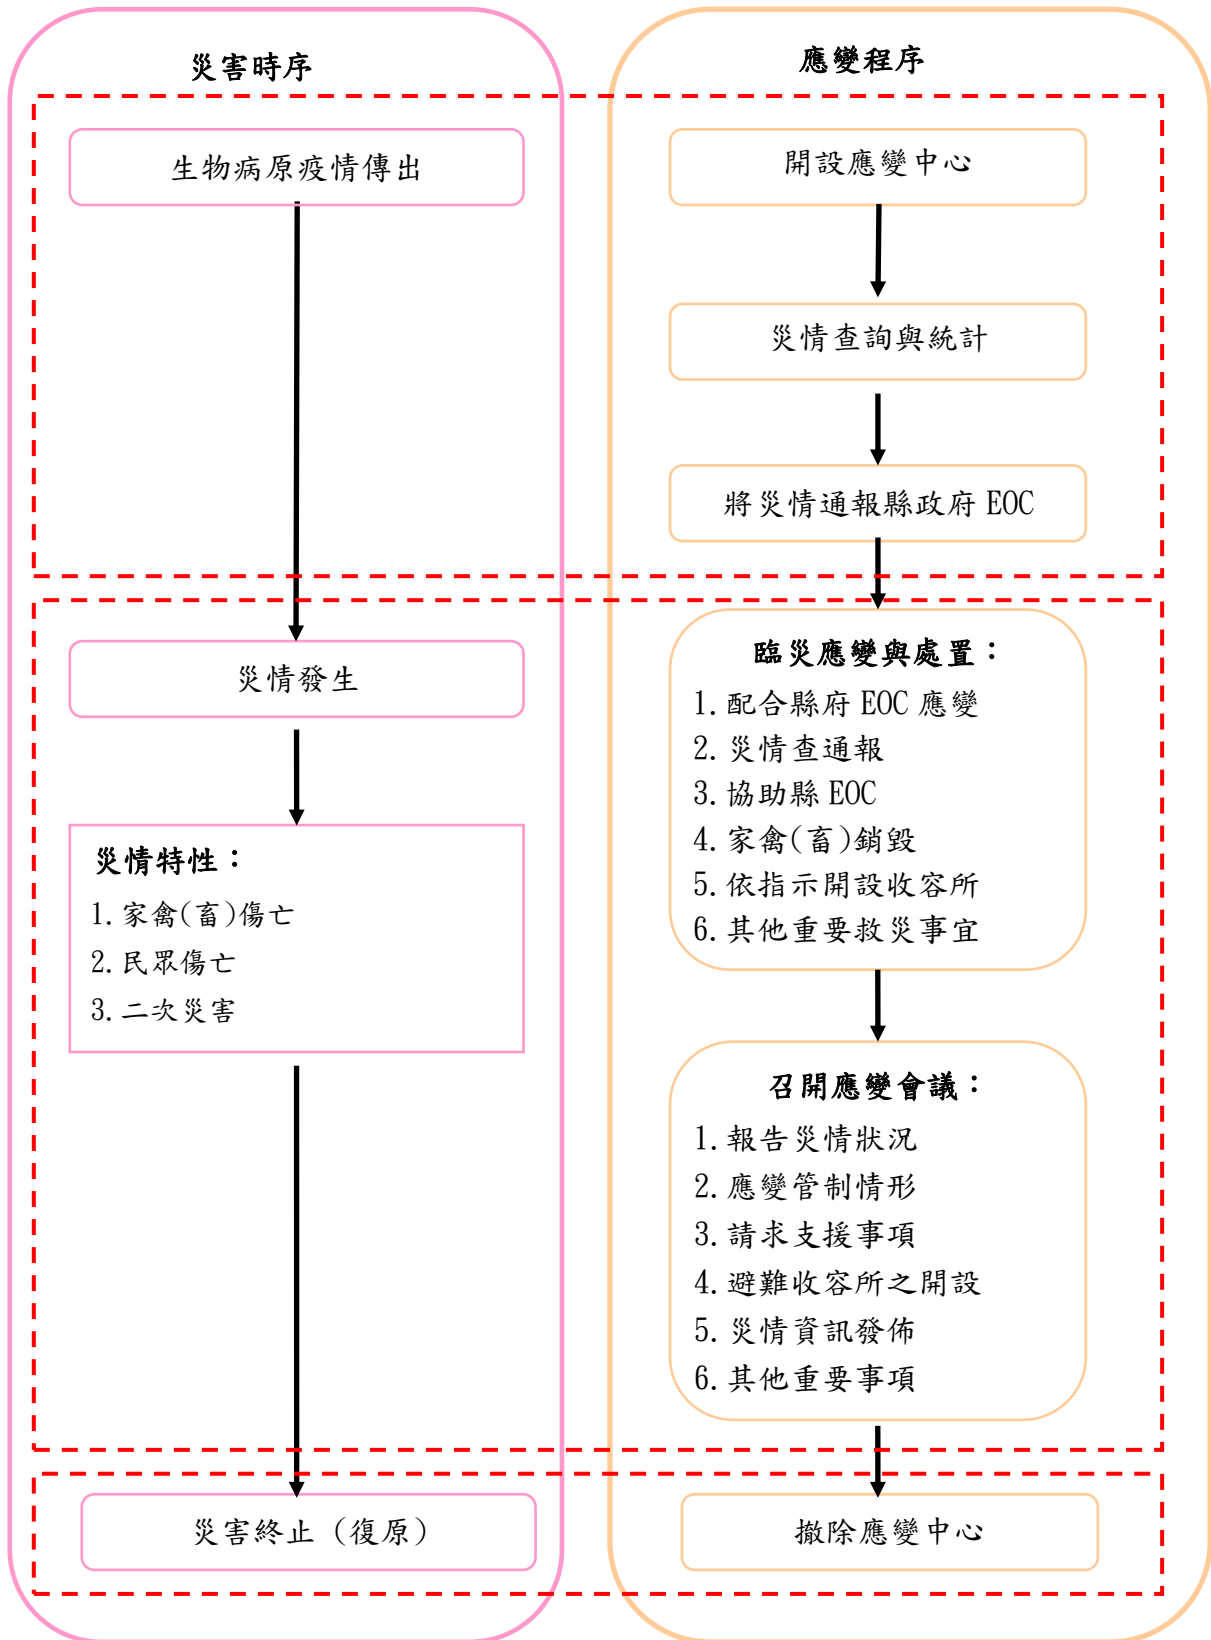 災害時序
生物病原疫情傳出
災情發生
災情特性：
1.家禽(畜)傷亡
2.民眾傷亡
3.二次災害
災害終止（復原）
應變程序
開設應變中心
災情查詢與統計
將災情通報縣政府 EOC
臨災應變與處置：
1.配合縣府 EOC 應變
2.災情查通報
3.協助縣 EOC
4.家禽(畜)銷毀
5.依指示開設收容所
6.其他重要救災事宜
召開應變會議：
1.報告災情狀況
2.應變管制情形
3.請求支援事項
4.避難收容所之開設
5.災情資訊發佈
6.其他重要事項
撤除應變中心